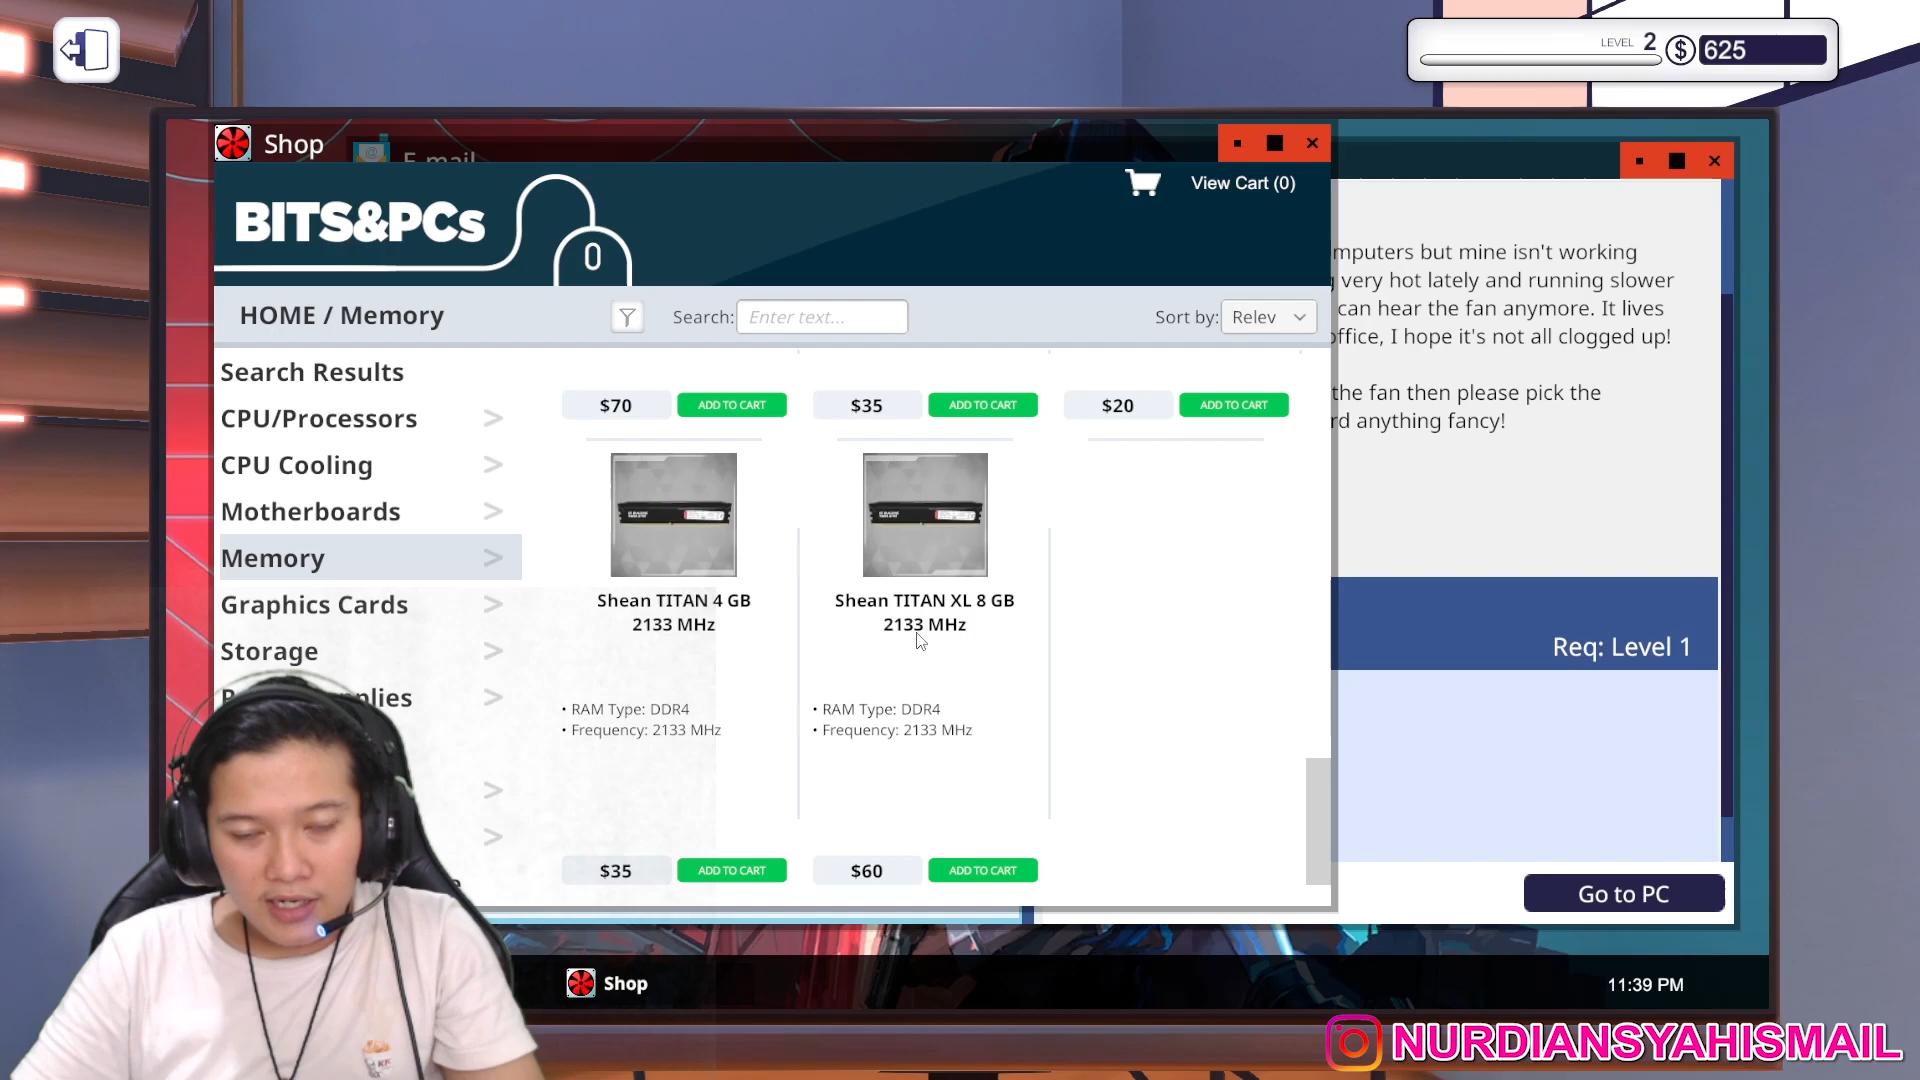 LEVEL 2
$ 625
Shop
E-mail
View Cart (0)
BITS&PCs
HOME / Memory
Search:
Enter text...
Sort by:
Relev
Search Results
CPU/Processors >
CPU Cooling >
Motherboards >
Memory >
Graphics Cards >
Storage >
plies >
>
>
$70
ADD TO CART
$35
ADD TO CART
$20
ADD TO CART
Shean TITAN 4 GB
2133 MHz
• RAM Type: DDR4
• Frequency: 2133 MHz
$35
ADD TO CART
Shean TITAN XL 8 GB
2133 MHz
• RAM Type: DDR4
• Frequency: 2133 MHz
$60
ADD TO CART
mputers but mine isn't working
very hot lately and running slower
can hear the fan anymore. It lives
office, I hope it's not all clogged up!
the fan then please pick the
rd anything fancy!
Req: Level 1
Go to PC
Shop
11:39 PM
NURDIANSYAHISMAIL